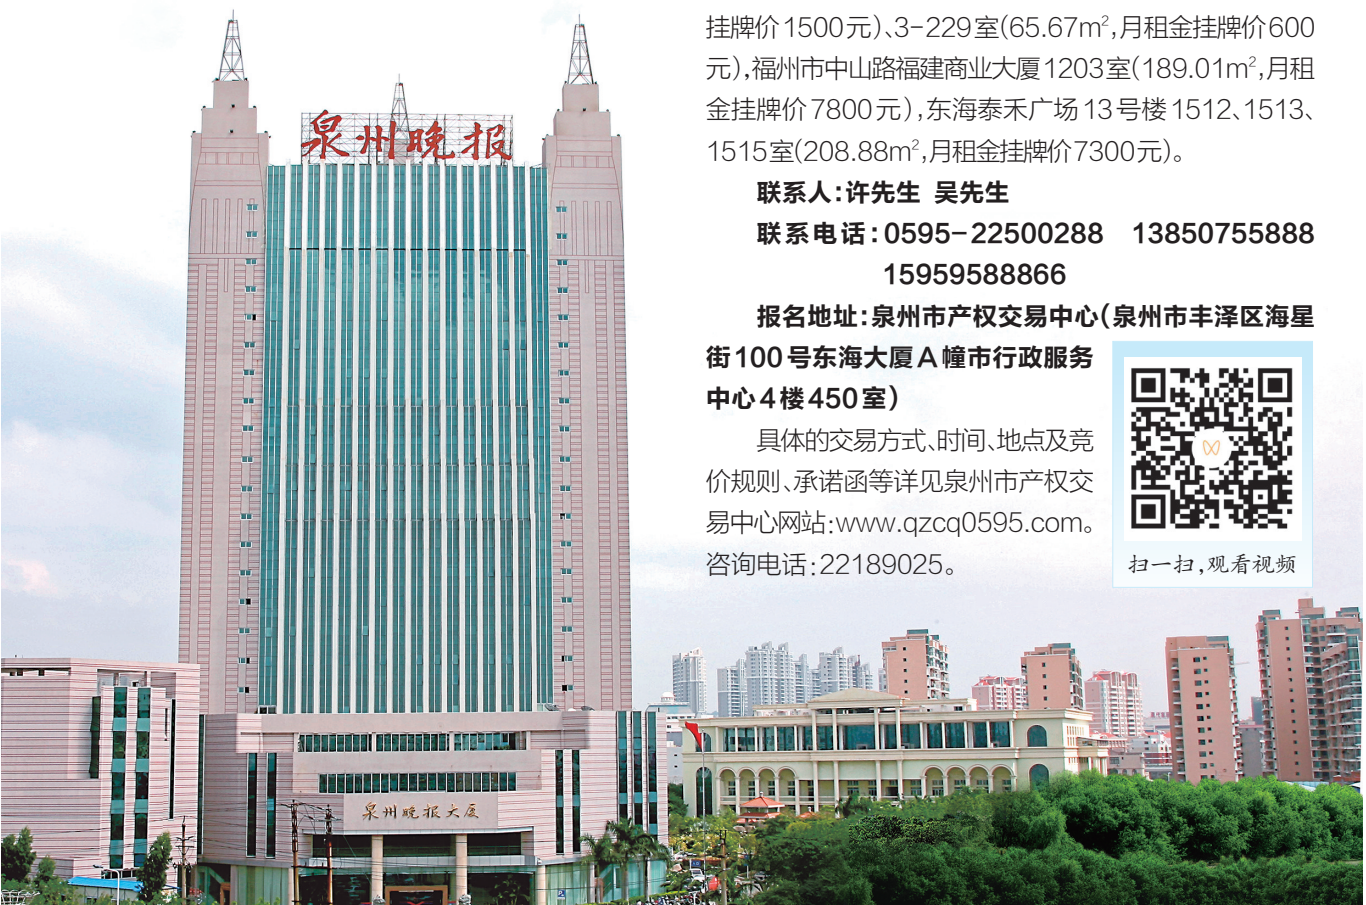 挂牌价1500元)、3-229室(65.67m²,月租金挂牌价600
元),福州市中山路福建商业大厦1203室(189.01m²,月租
金挂牌价7800元),东海泰禾广场13号楼1512、1513、
1515室(208.88m²,月租金挂牌价7300元)。
联系人:许先生 吴先生
联系电话:0595-22500288 13850755888
15959588866
报名地址:泉州市产权交易中心(泉州市丰泽区海星
街100号东海大厦A幢市行政服务
中心4楼450室)
具体的交易方式、时间、地点及竞
价规则、承诺函等详见泉州市产权交
易中心网站:www.qzcq0595.com。
咨询电话:22189025。
扫一扫,观看视频
泉州晚报
泉州晚报大厦